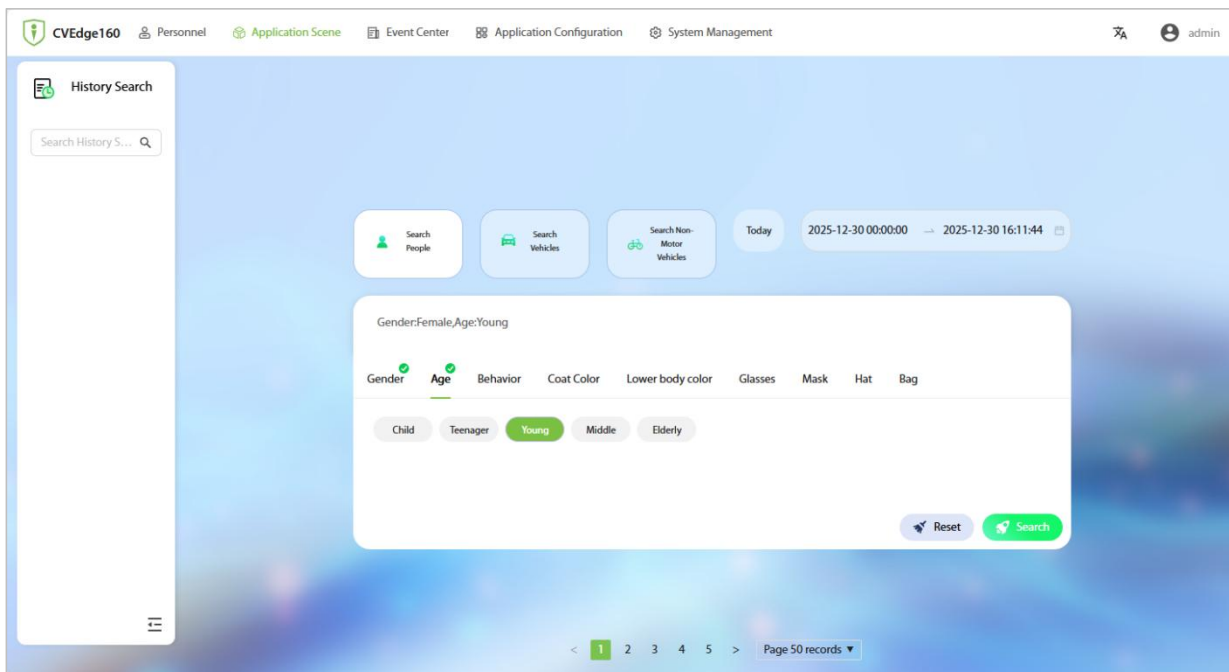 CVEdge160 Personnel Application Scene Event Center Application Configuration System Management admin
History Search
Search History S...
Search
People
Search
Vehicles
Search Non-
Motor
Vehicles
Today
2025-12-30 00:00:00 → 2025-12-30 16:11:44
Gender:Female,Age:Young
Gender Age Behavior Coat Color Lower body color Glasses Mask Hat Bag
Child Teenager Young Middle Elderly
Reset Search
< 1 2 3 4 5 > Page 50 records ▼